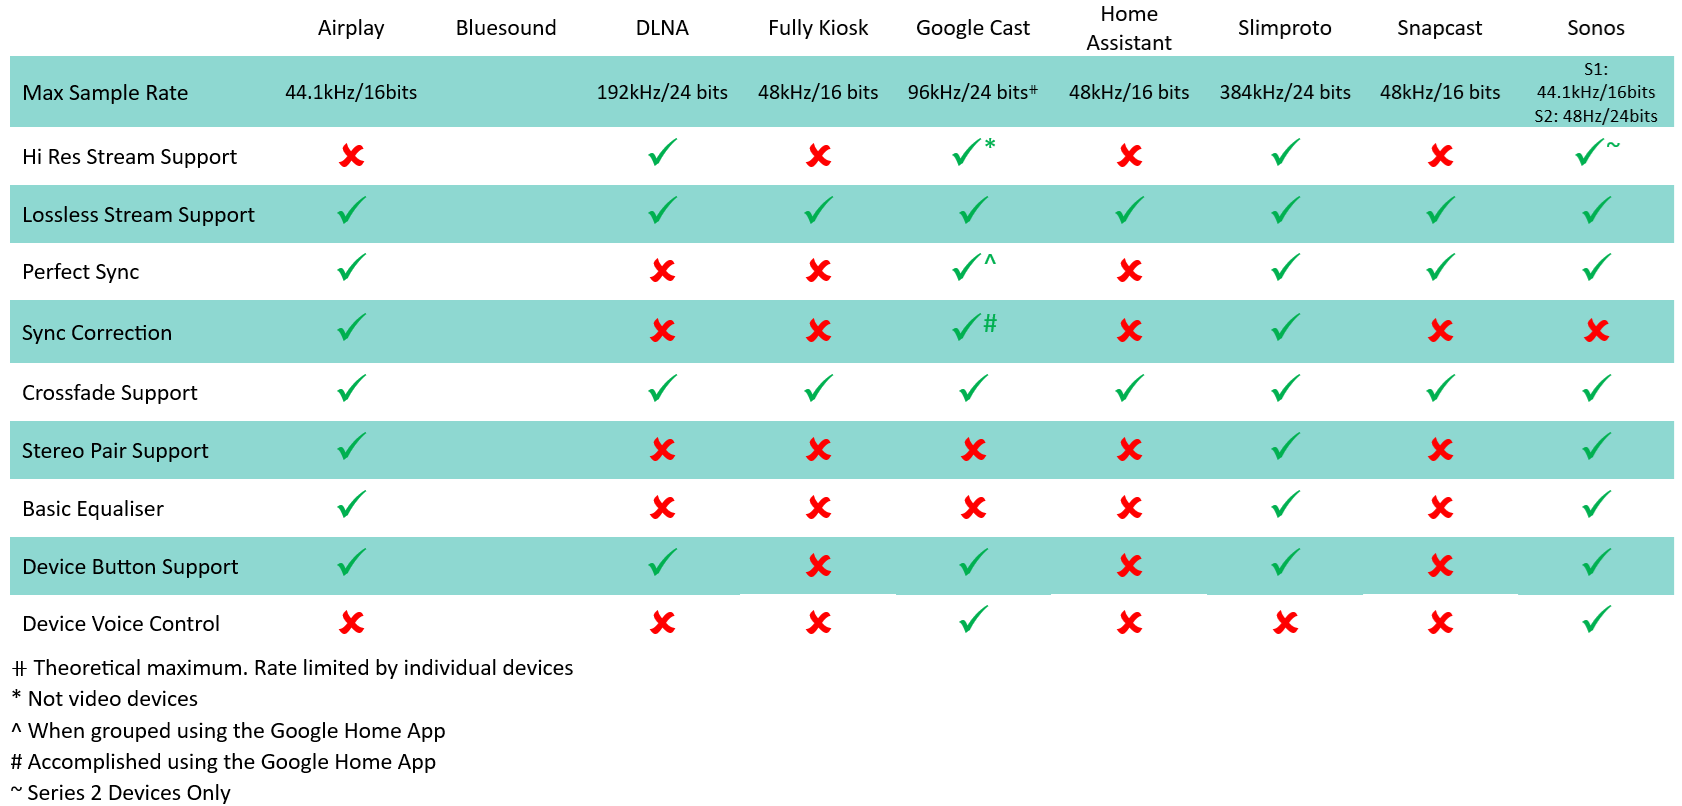 Airplay Bluesound DLNA Fully Kiosk Google Cast Home Assistant Slimproto Snapcast Sonos
Max Sample Rate 44.1kHz/16bits 192kHz/24 bits 48kHz/16 bits 96kHz/24 bits⧺ 48kHz/16 bits 384kHz/24 bits 48kHz/16 bits S1: 44.1kHz/16bits S2: 48Hz/24bits
Hi Res Stream Support ✘ ✓ ✘ ✓* ✘ ✓ ✘ ✓~
Lossless Stream Support ✓ ✓ ✓ ✓ ✓ ✓ ✓ ✓
Perfect Sync ✓ ✘ ✘ ✓^ ✘ ✓ ✓ ✓
Sync Correction ✓ ✘ ✘ ✓# ✘ ✓ ✘ ✘
Crossfade Support ✓ ✓ ✓ ✓ ✓ ✓ ✓ ✓
Stereo Pair Support ✓ ✘ ✘ ✘ ✘ ✓ ✘ ✓
Basic Equaliser ✓ ✘ ✘ ✘ ✘ ✓ ✘ ✓
Device Button Support ✓ ✓ ✘ ✓ ✘ ✓ ✘ ✓
Device Voice Control ✘ ✘ ✘ ✓ ✘ ✘ ✘ ✓
⧺ Theoretical maximum. Rate limited by individual devices
* Not video devices
^ When grouped using the Google Home App
# Accomplished using the Google Home App
~ Series 2 Devices Only